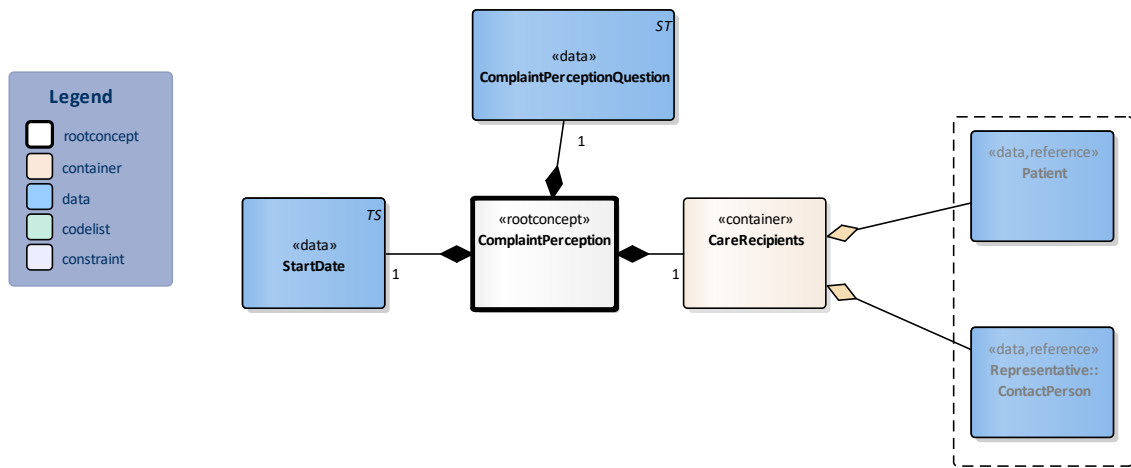 Legend
rootconcept
container
data
codelist
constraint
ST
«data»
ComplaintPerceptionQuestion
1
TS
«data»
StartDate
1
«rootconcept»
ComplaintPerception
1
«container»
CareRecipients
«data,reference»
Patient
«data,reference»
Representative::
ContactPerson